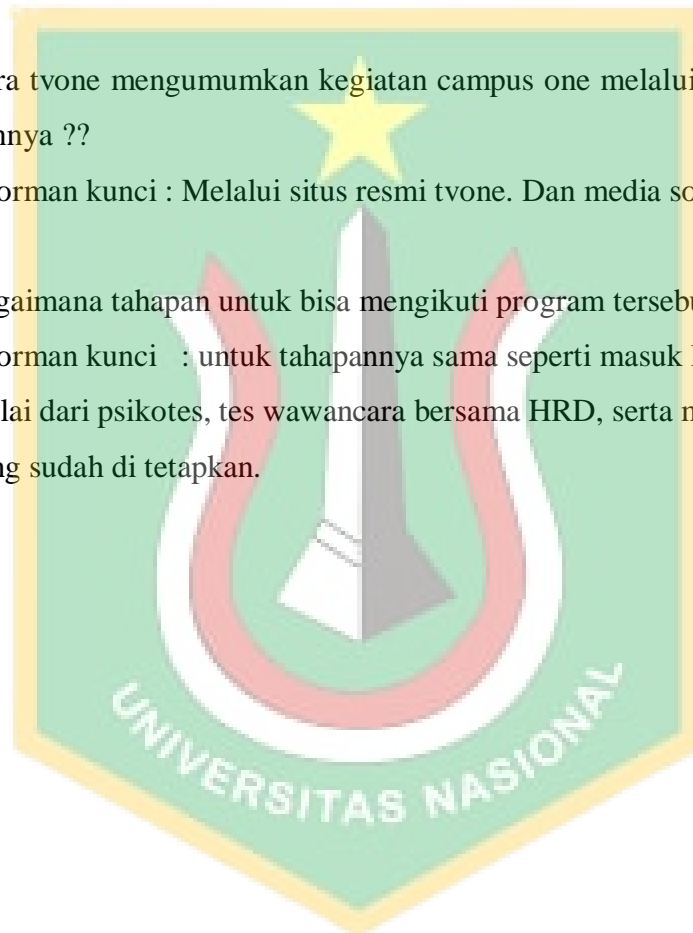 ra tvone mengumumkan kegiatan campus one melalui
nnya ??
orman kunci : Melalui situs resmi tvone. Dan media so
gaimana tahapan untuk bisa mengikuti program tersebu
orman kunci : untuk tahapannya sama seperti masuk
lai dari psikotes, tes wawancara bersama HRD, serta
ng sudah di tetapkan.
UNIVERSITAS NASIONAL